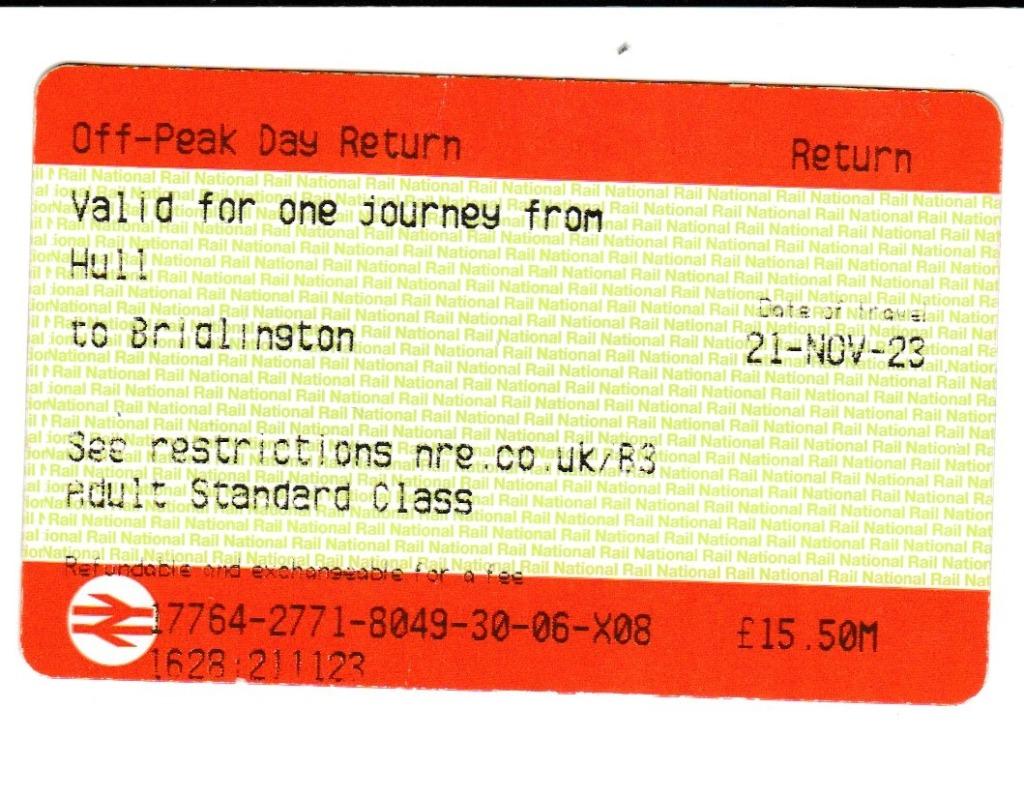 Off-Peak Day Return
Return
Valid for one journey from
Hull
Date of travel
to Bridlington
21-NOV-23
See restrictions nre.co.uk/B3
Adult Standard Class
Refundable and exchangeable for a fee
17764-2771-8049-30-06-X08
£15.50M
1628:211123